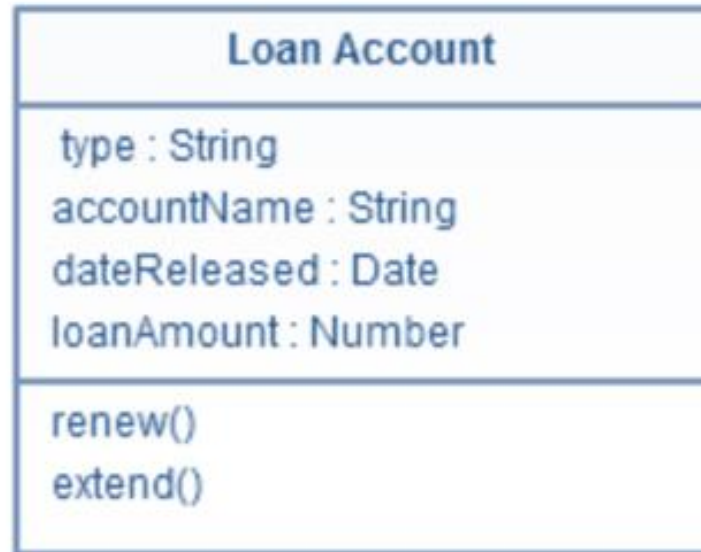 Loan Account
type : String
accountName : String
dateReleased : Date
loanAmount : Number
renew()
extend()